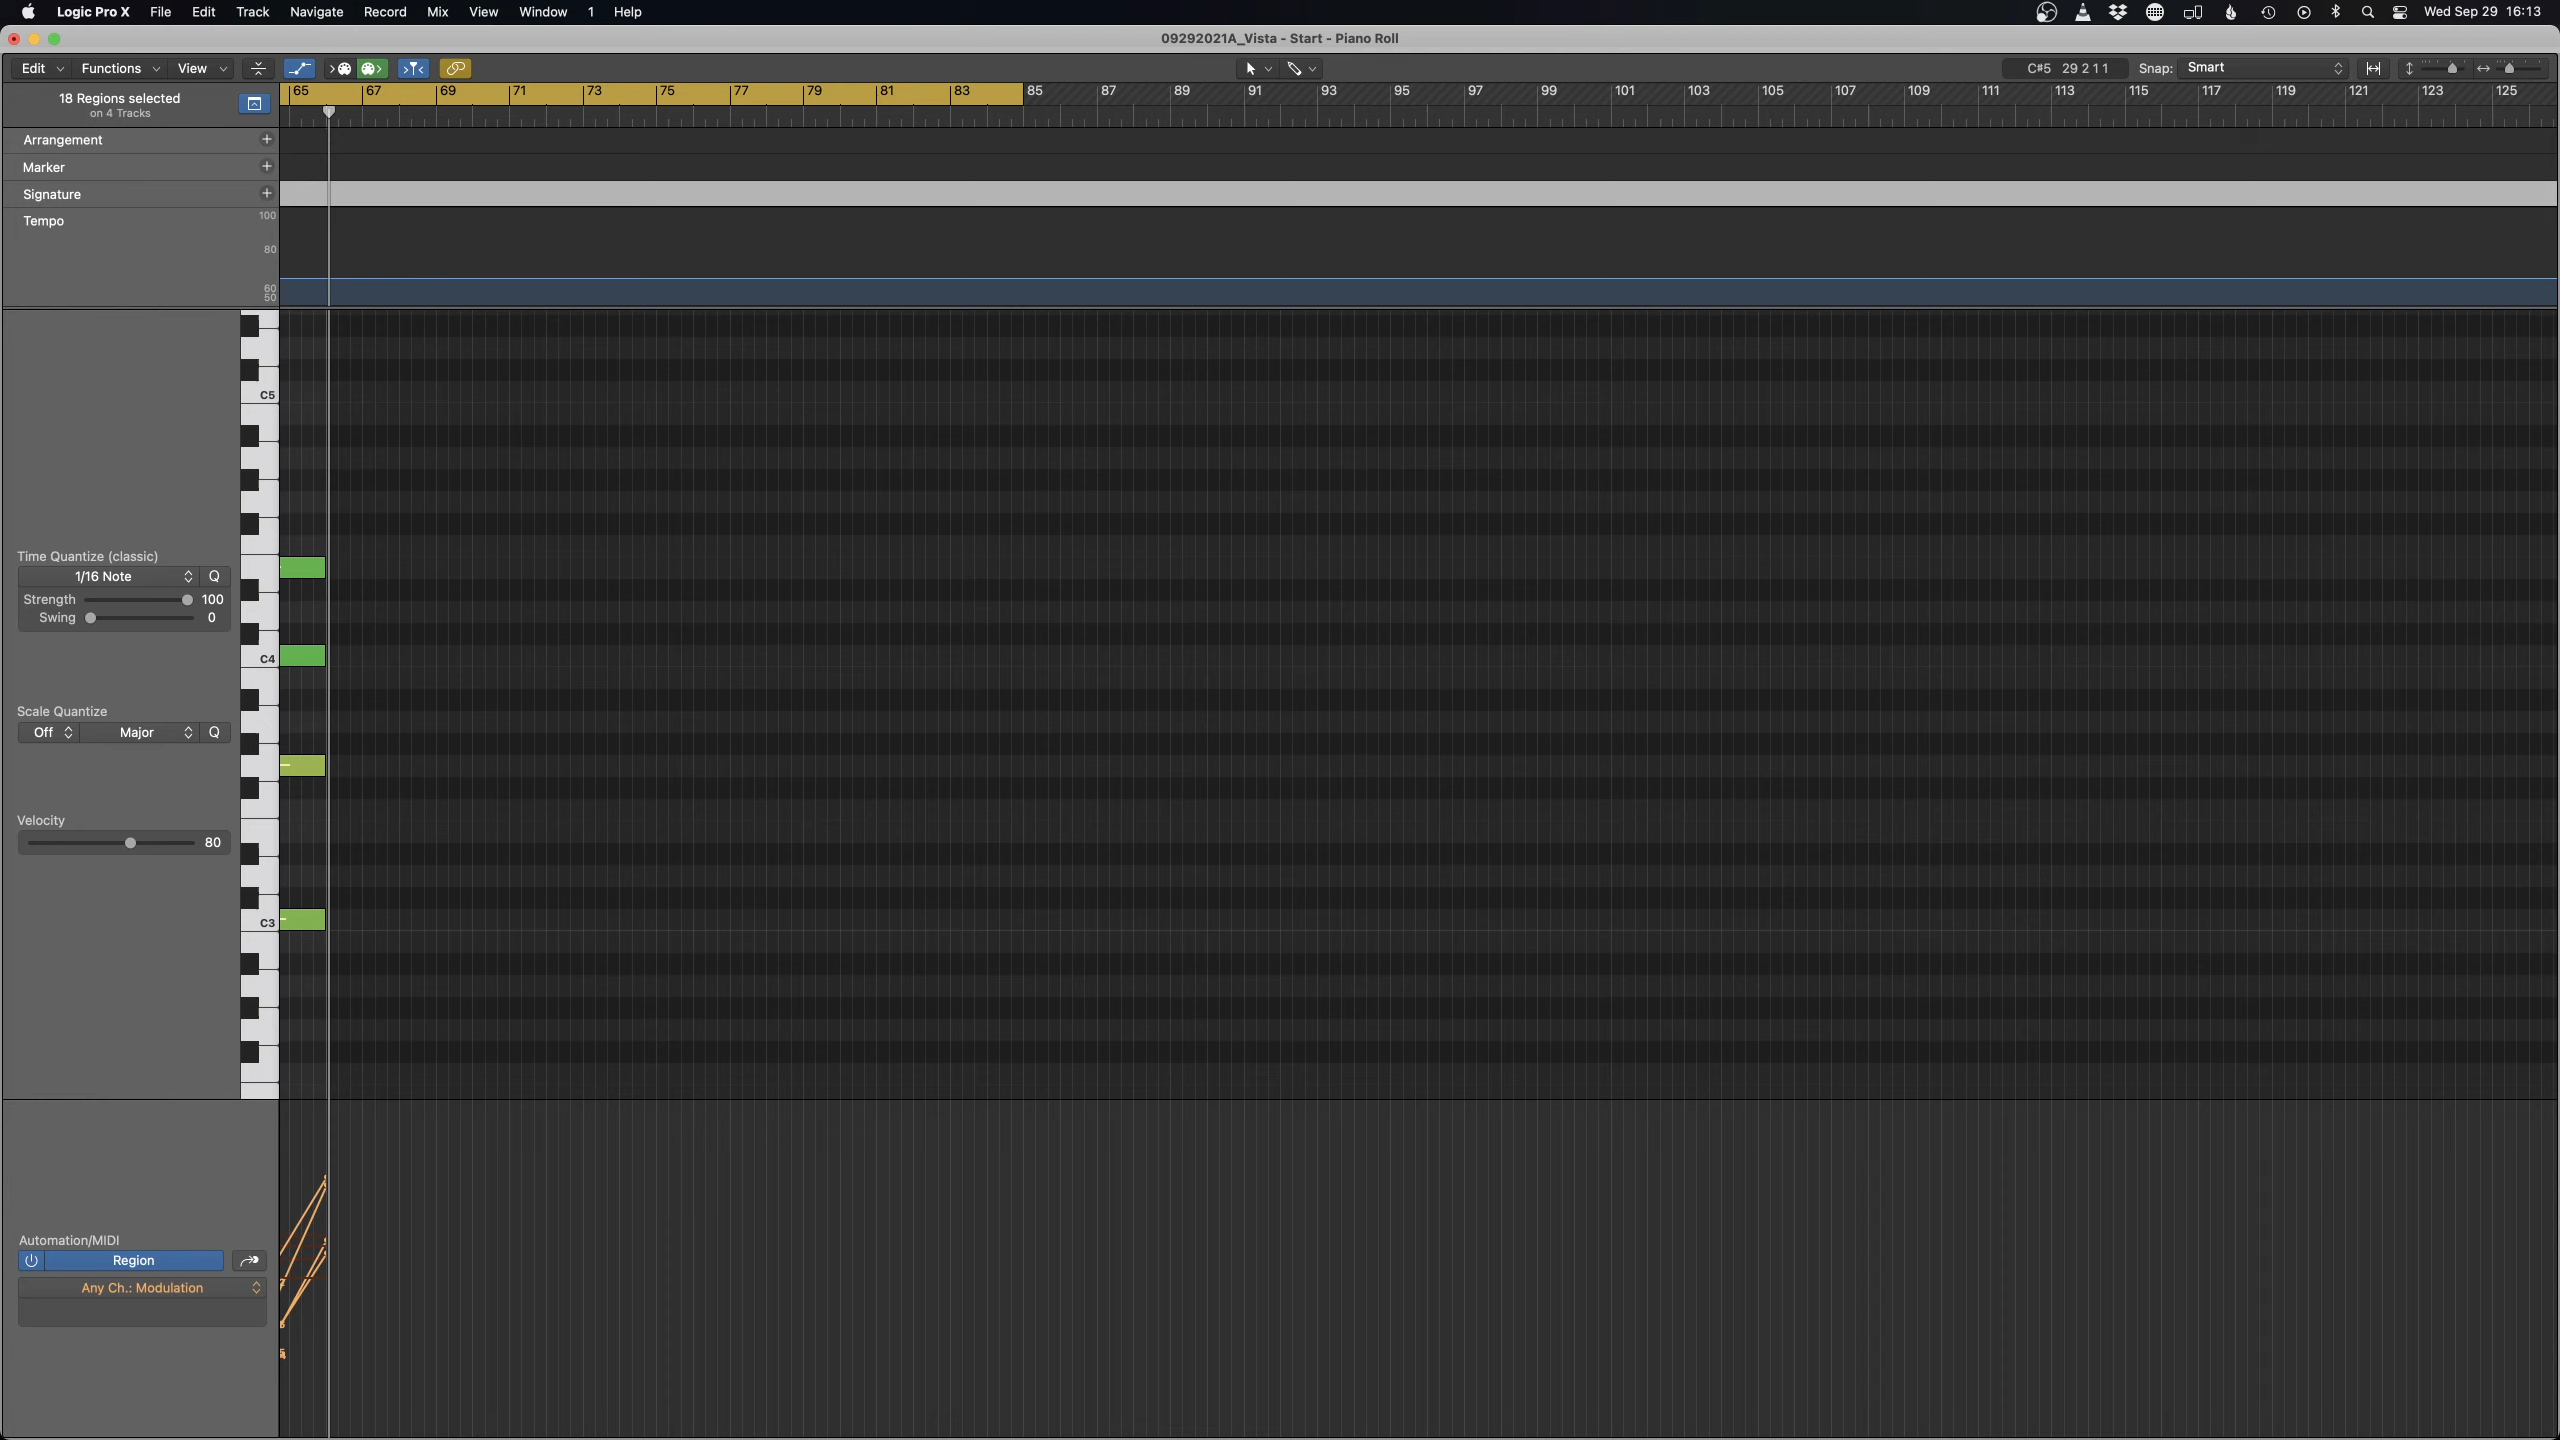 Logic Pro X File Edit Track Navigate Record Mix View Window 1 Help Wed Sep 29 16:13
09292021A_Vista - Start - Piano Roll
Edit Functions View C#5 29 2 1 1 Snap: Smart
18 Regions selected
on 4 Tracks
65 67 69 71 73 75 77 79 81 83 85 87 89 91 93 95 97 99 101 103 105 107 109 111 113 115 117 119 121 123 125
Arrangement
Marker
Signature
Tempo
100
80
60
50
C5
Time Quantize (classic)
1/16 Note Q
Strength 100
Swing 0
C4
Scale Quantize
Off Major Q
Velocity
80
C3
Automation/MIDI
Region
Any Ch.: Modulation